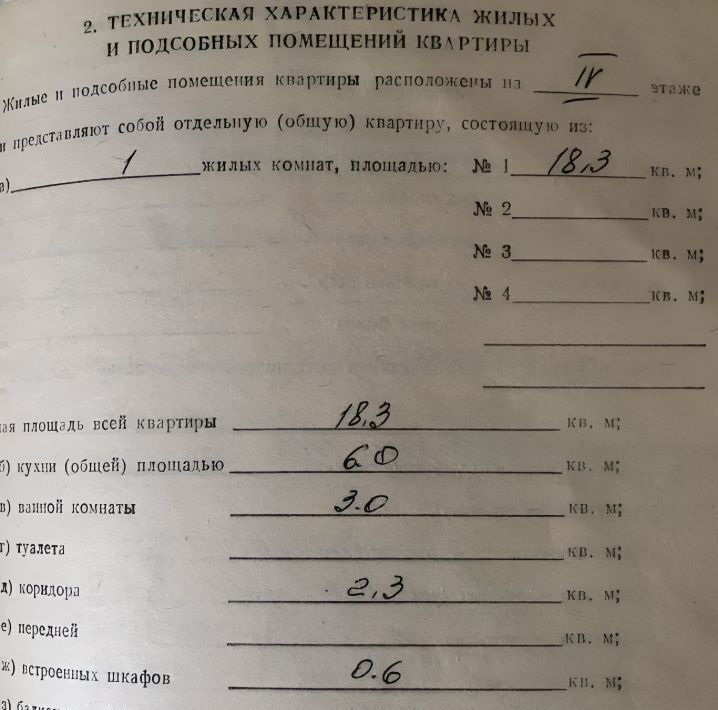 2. ТЕХНИЧЕСКАЯ ХАРАКТЕРИСТИКА ЖИЛЫХ
И ПОДСОБНЫХ ПОМЕЩЕНИЙ КВАРТИРЫ
Жилые и подсобные помещения квартиры расположены на IV этаже
и представляют собой отдельную (общую) квартиру, состоящую из:
а) 1 жилых комнат, площадью: № 1 18,3 кв. м;
№ 2 кв. м;
№ 3 кв. м;
№ 4 кв. м;
площадь всей квартиры 18,3 кв. м;
б) кухни (общей) площадью 6.0 кв. м;
в) ванной комнаты 3.0 кв. м;
г) туалета кв. м;
д) коридора 2,3 кв. м;
е) передней кв. м;
ж) встроенных шкафов 0.6 кв. м;
з)